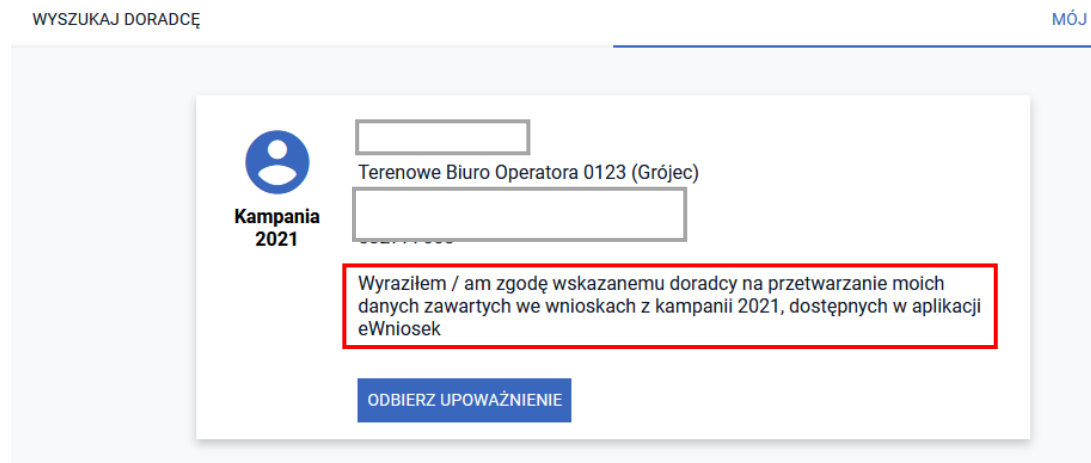 WYSZUKAJ DORADCĘ
MÓJ
Terenowe Biuro Operatora 0123 (Grójec)
Kampania
2021
Wyraziłem / am zgodę wskazanemu doradcy na przetwarzanie moich
danych zawartych we wnioskach z kampanii 2021, dostępnych w aplikacji
eWniosek
ODBIERZ UPOWAŻNIENIE